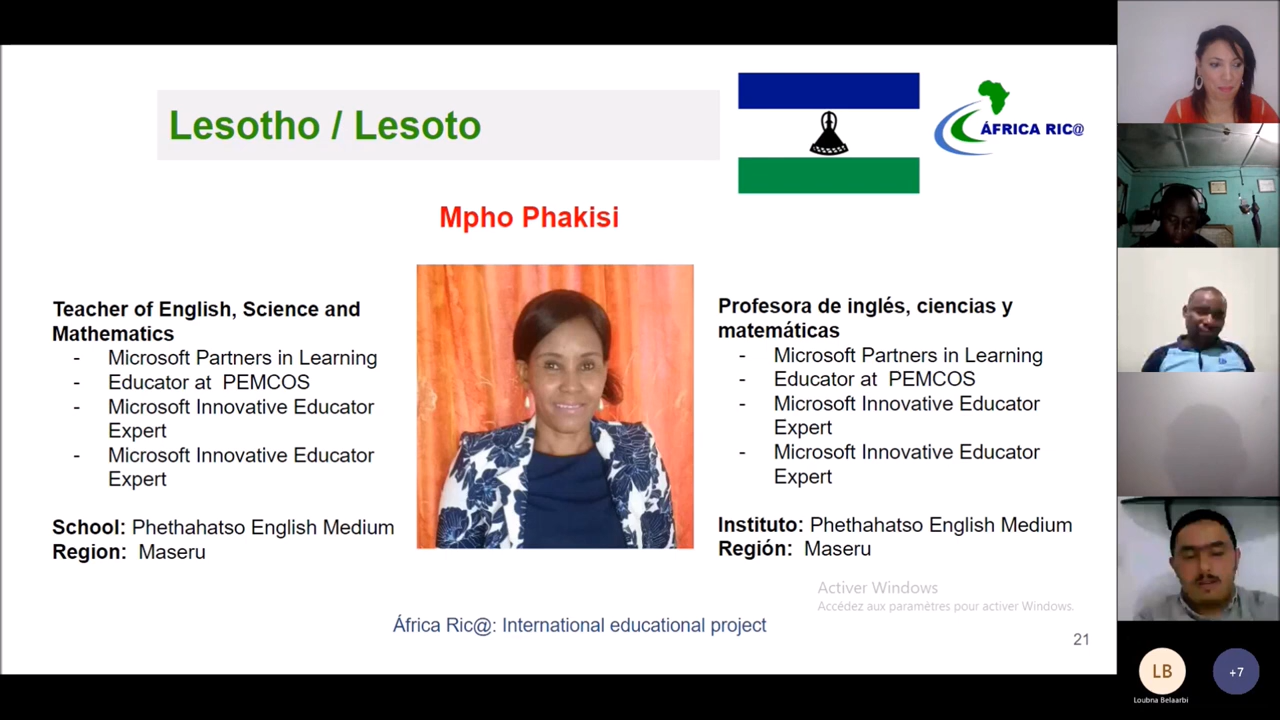 Lesotho / Lesoto
ÁFRICA RIC@
Mpho Phakisi
Teacher of English, Science and
Mathematics
- Microsoft Partners in Learning
- Educator at PEMCOS
- Microsoft Innovative Educator
Expert
- Microsoft Innovative Educator
Expert
School: Phethahatso English Medium
Region: Maseru
Profesora de inglés, ciencias y
matemáticas
- Microsoft Partners in Learning
- Educator at PEMCOS
- Microsoft Innovative Educator
Expert
- Microsoft Innovative Educator
Expert
Instituto: Phethahatso English Medium
Región: Maseru
Activer Windows
Accédez aux paramètres pour activer Windows.
África Ric@: International educational project
21
LB
Loubna Belaarbi
+7